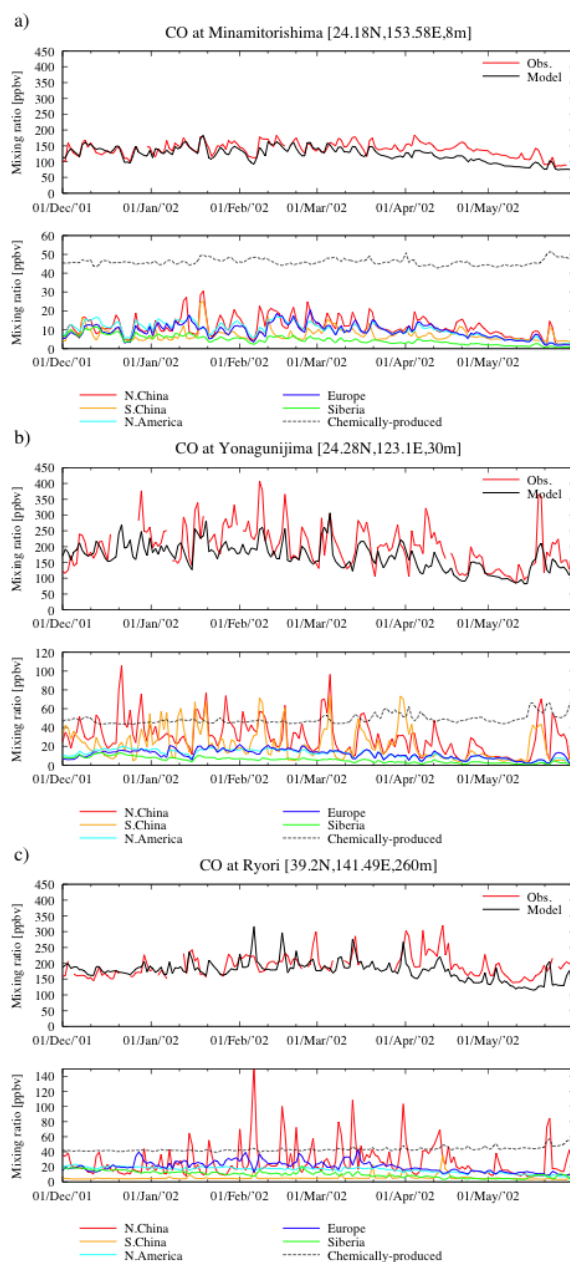 a)
CO at Minamitorishima [24.18N,153.58E,8m]
Mixing ratio [ppbv]
450
400
350
300
250
200
150
100
50
0
Obs.
Model
01/Dec/'01 01/Jan/'02 01/Feb/'02 01/Mar/'02 01/Apr/'02 01/May/'02
Mixing ratio [ppbv]
60
50
40
30
20
10
0
01/Dec/'01 01/Jan/'02 01/Feb/'02 01/Mar/'02 01/Apr/'02 01/May/'02
N.China Europe
S.China Siberia
N.America Chemically-produced
b)
CO at Yonagunijima [24.28N,123.1E,30m]
Mixing ratio [ppbv]
450
400
350
300
250
200
150
100
50
0
Obs.
Model
01/Dec/'01 01/Jan/'02 01/Feb/'02 01/Mar/'02 01/Apr/'02 01/May/'02
Mixing ratio [ppbv]
120
100
80
60
40
20
0
01/Dec/'01 01/Jan/'02 01/Feb/'02 01/Mar/'02 01/Apr/'02 01/May/'02
N.China Europe
S.China Siberia
N.America Chemically-produced
c)
CO at Ryori [39.2N,141.49E,260m]
Mixing ratio [ppbv]
450
400
350
300
250
200
150
100
50
0
Obs.
Model
01/Dec/'01 01/Jan/'02 01/Feb/'02 01/Mar/'02 01/Apr/'02 01/May/'02
Mixing ratio [ppbv]
140
120
100
80
60
40
20
0
01/Dec/'01 01/Jan/'02 01/Feb/'02 01/Mar/'02 01/Apr/'02 01/May/'02
N.China Europe
S.China Siberia
N.America Chemically-produced